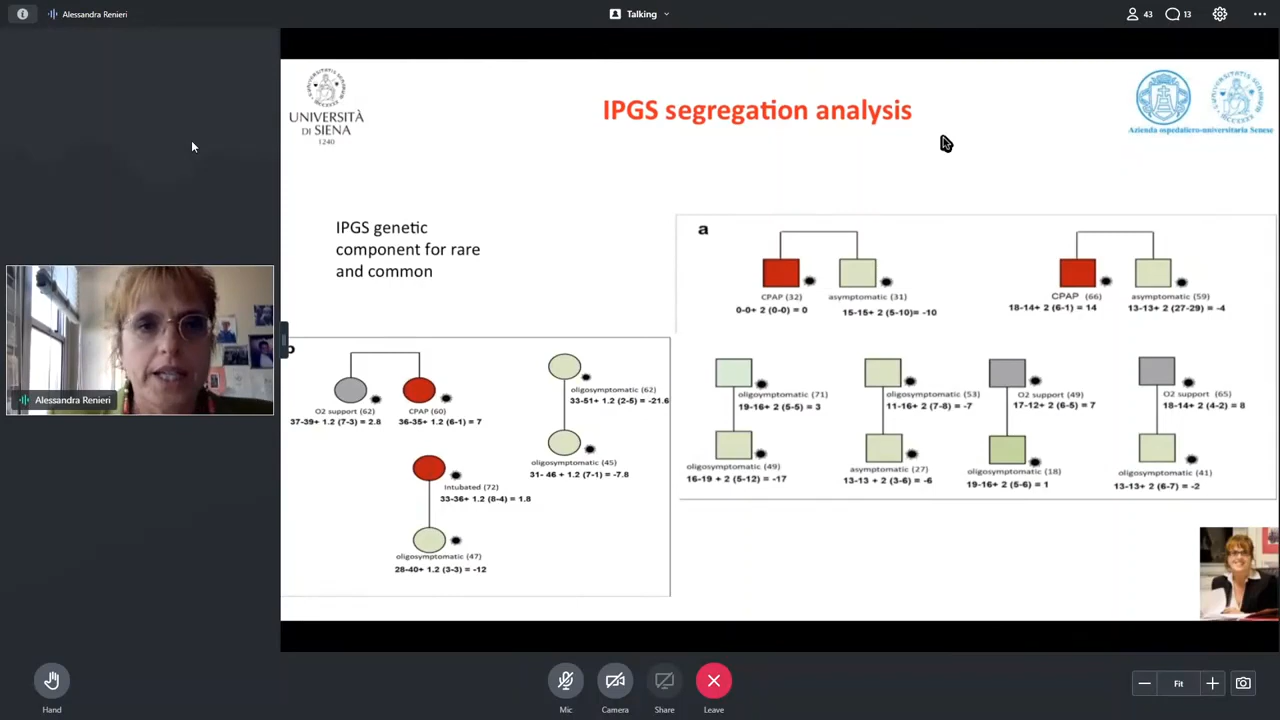 Alessandra Renieri
Talking
43
13
UNIVERSITÀ
DI SIENA
1240
IPGS segregation analysis
Azienda ospedaliero-universitaria Senese
IPGS genetic
component for rare
and common
a
CPAP (32)
0-0+ 2 (0-0) = 0
asymptomatic (31)
15-15+ 2 (5-10)= -10
CPAP (66)
18-14+ 2 (6-1) = 14
asymptomatic (59)
13-13+ 2 (27-29) = -4
oligoymptomatic (71)
19-16+ 2 (5-5) = 3
oligosymptomatic (49)
16-19 + 2 (5-12) = -17
oligosymptomatic (53)
11-16+ 2 (7-8) = -7
asymptomatic (27)
13-13 + 2 (3-6) = -6
O2 support (49)
17-12+ 2 (6-5) = 7
oligosymptomatic (18)
19-16+ 2 (5-6) = 1
O2 support (65)
18-14+ 2 (4-2) = 8
oligosymptomatic (41)
13-13+ 2 (6-7) = -2
O2 support (62)
37-39+ 1.2 (7-3) = 2.8
CPAP (60)
36-35+ 1.2 (6-1) = 7
oligosymptomatic (62)
33-51+ 1.2 (2-5) = -21.6
oligosymptomatic (45)
31- 46 + 1.2 (7-1) = -7.8
Intubated (72)
33-36+ 1.2 (8-4) = 1.8
oligosymptomatic (47)
28-40+ 1.2 (3-3) = -12
Alessandra Renieri
Hand
Mic
Camera
Share
Leave
Fit